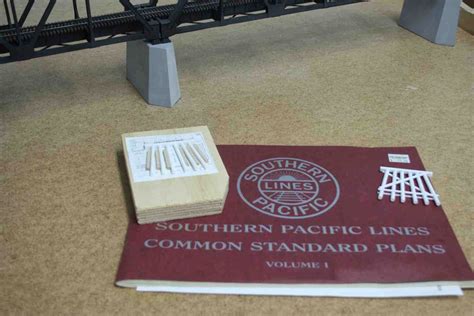 SOUTHERN
LINES
PACIFIC
SOUTHERN PACIFIC LINES
COMMON STANDARD PLANS
VOLUME I